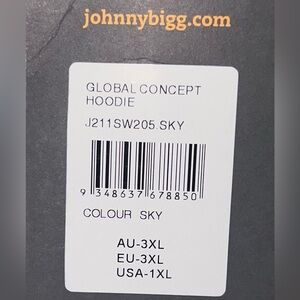 johnnybigg.com
GLOBAL CONCEPT
HOODIE
J211SW205.SKY
9 348637 678850
COLOUR SKY
AU-3XL
EU-3XL
USA-1XL